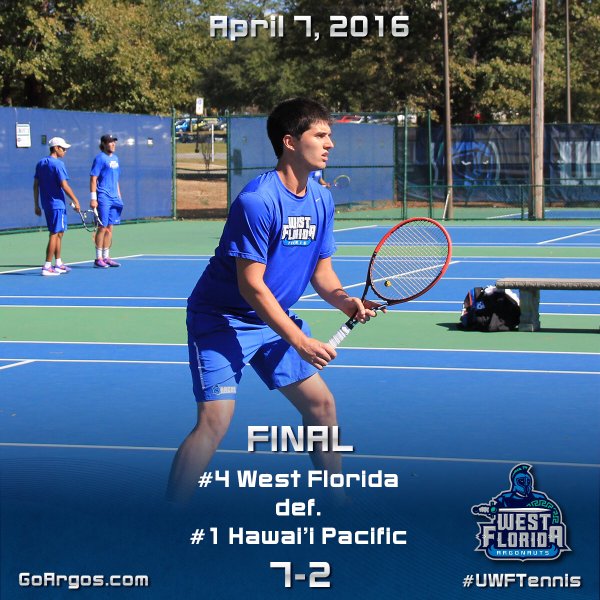 April 7, 2016
WEST
FLORIDA
ARGOS
FINAL
#4 West Florida
def.
#1 Hawai'i Pacific
7-2
WEST
FLORIDA
ARGONAUTS
GoArgos.com
#UWFTennis